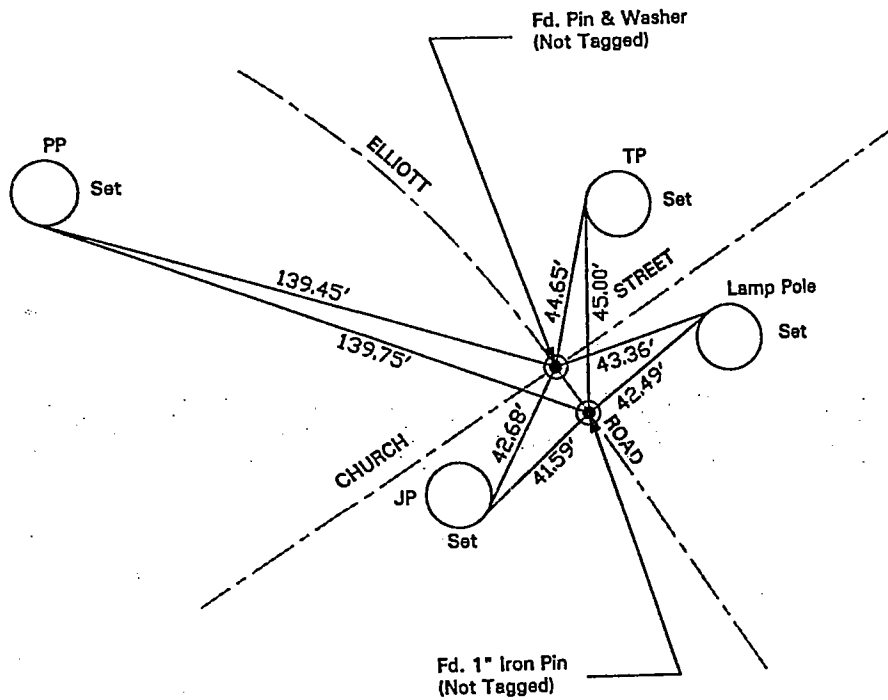 Fd. Pin & Washer
(Not Tagged)
PP
Set
ELLIOTT
TP
Set
139.45'
44.65'
45.00'
STREET
Lamp Pole
Set
139.75'
43.36'
42.49'
ROAD
CHURCH
42.68'
41.59'
JP
Set
Fd. 1" Iron Pin
(Not Tagged)